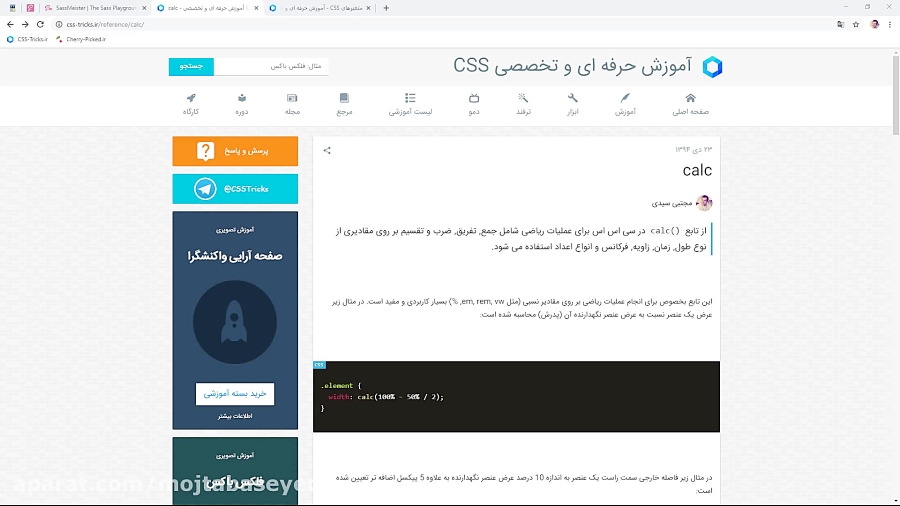 SassMeister | The Sass Playgroun
calc - آموزش حرفه ای و تخصصی
متغیرهای CSS - آموزش حرفه ای و
css-tricks.ir/reference/calc/
CSS-Tricks.ir
Cherry-Picked.ir
آموزش حرفه ای و تخصصی CSS
مثال: فلکس باکس
جستجو
صفحه اصلی
آموزش
ابزار
ترفند
دمو
لیست آموزشی
مرجع
مجله
دوره
کارگاه
۲۳ دی ۱۳۹۴
calc
مجتبی سیدی
از تابع calc() در سی اس اس برای عملیات ریاضی شامل جمع, تفریق, ضرب و تقسیم بر روی مقادیری از
نوع طول, زمان, زاویه, فرکانس و انواع اعداد استفاده می شود.
این تابع بخصوص برای انجام عملیات ریاضی بر روی مقادیر نسبی (مثل em, rem, vw, %) بسیار کاربردی و مفید است. در مثال زیر
عرض یک عنصر نسبت به عرض عنصر نگهدارنده آن (پدرش) محاسبه شده است:
CSS
.element {
width: calc(100% - 50% / 2);
}
در مثال زیر فاصله خارجی سمت راست یک عنصر به اندازه 10 درصد عرض عنصر نگهدارنده به علاوه 5 پیکسل اضافه تر تعیین شده
است:
پرسش و پاسخ
@CSSTricks
آموزش تصویری
صفحه آرایی واکنشگرا
خرید بسته آموزشی
اطلاعات بیشتر
آموزش تصویری
فلکس باکس
aparat.com/mojtabaseye